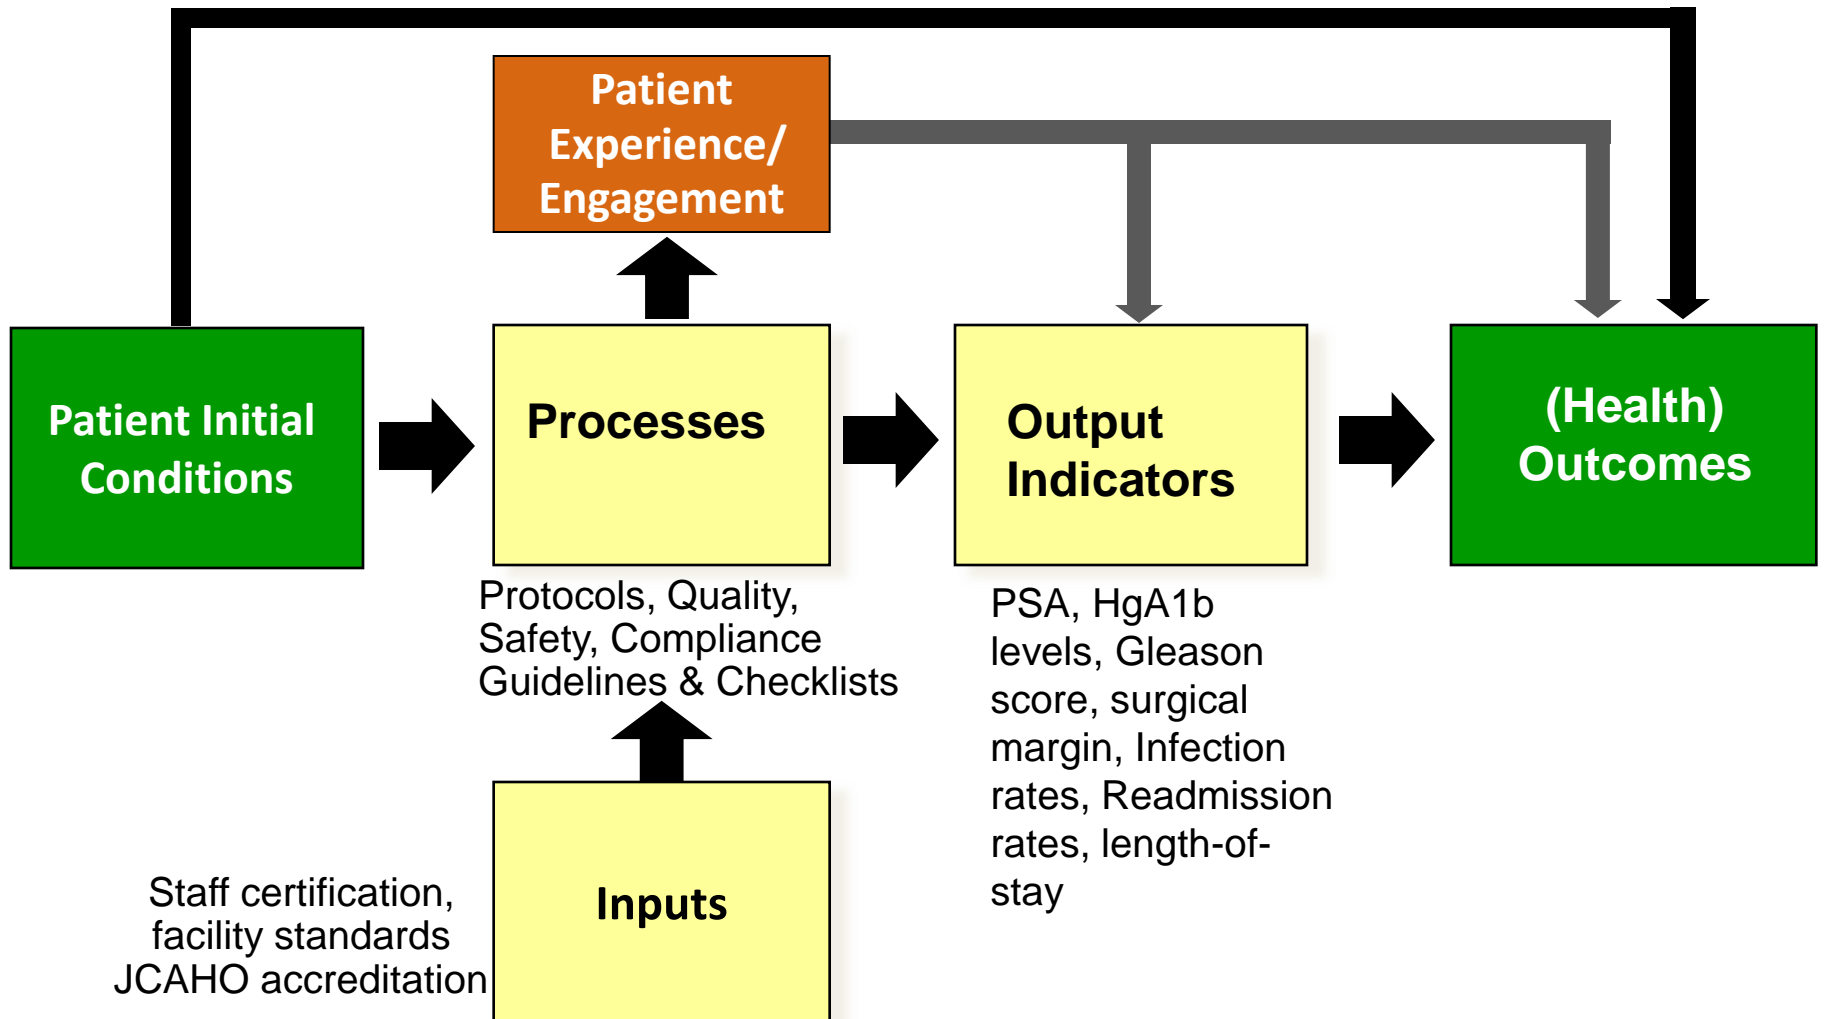 Patient
Experience/
Engagement
Patient Initial
Conditions
Processes
Output
Indicators
(Health)
Outcomes
Protocols, Quality,
Safety, Compliance
Guidelines & Checklists
PSA, HgA1b
levels, Gleason
score, surgical
margin, Infection
rates, Readmission
rates, length-of-
stay
Staff certification,
facility standards
JCAHO accreditation
Inputs